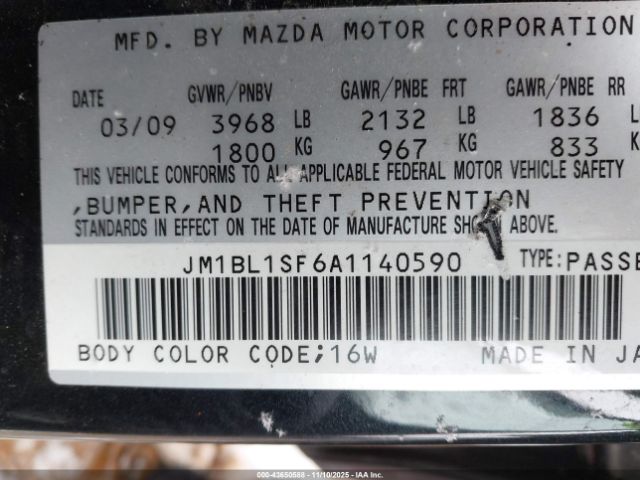 MFD. BY MAZDA MOTOR CORPORATION
DATE GVWR/PNBV GAWR/PNBE FRT GAWR/PNBE RR
03/09 3968 LB 2132 LB 1836 L
1800 KG 967 KG 833 K
THIS VEHICLE CONFORMS TO ALL APPLICABLE FEDERAL MOTOR VEHICLE SAFETY
,BUMPER,AND THEFT PREVENTION
STANDARDS IN EFFECT ON THE DATE OF MANUFACTURE SHOWN ABOVE.
JM1BL1SF6A1140590 TYPE:PASSE
BODY COLOR CODE;16W MADE IN JA
© IAA - 43650588 - 11/10/2025 - IAAI.COM